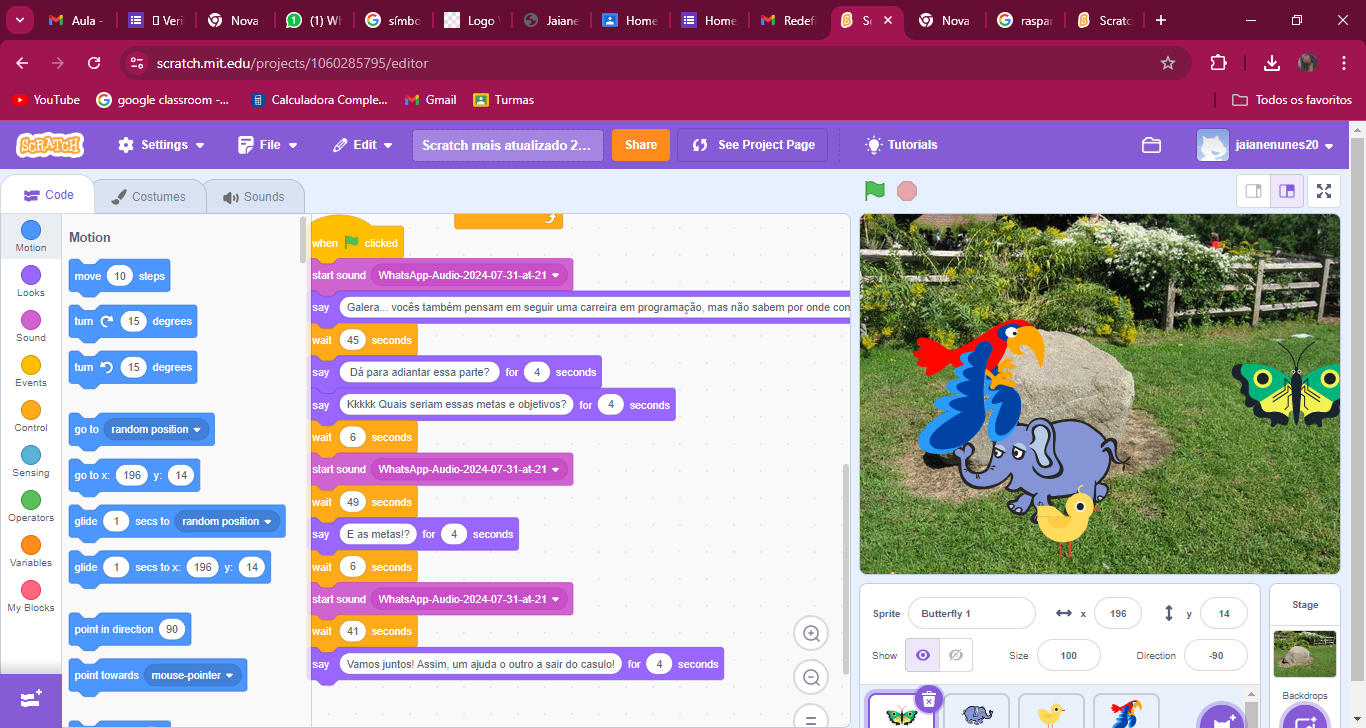 Aula -
Veri
Nova
(1) Wh
símbo
Logo
Jaiane
Home
Home
Redefi
Sc
Nova
raspar
Scratc
scratch.mit.edu/projects/1060285795/editor
YouTube
google classroom -...
Calculadora Comple...
Gmail
Turmas
Todos os favoritos
SCRATCH
Settings
File
Edit
Scratch mais atualizado 2...
Share
See Project Page
Tutorials
jaianenunes20
Code
Costumes
Sounds
Motion
Looks
Sound
Events
Control
Sensing
Operators
Variables
My Blocks
Motion
move 10 steps
turn 15 degrees
turn 15 degrees
go to random position
go to x: 196 y: 14
glide 1 secs to random position
glide 1 secs to x: 196 y: 14
point in direction 90
point towards mouse-pointer
when clicked
start sound WhatsApp-Audio-2024-07-31-at-21
say Galera... vocês também pensam em seguir uma carreira em programação, mas não sabem por onde com
wait 45 seconds
say Dá para adiantar essa parte? for 4 seconds
say Kkkkk Quais seriam essas metas e objetivos? for 4 seconds
wait 6 seconds
start sound WhatsApp-Audio-2024-07-31-at-21
wait 49 seconds
say E as metas!? for 4 seconds
wait 6 seconds
start sound WhatsApp-Audio-2024-07-31-at-21
wait 41 seconds
say Vamos juntos! Assim, um ajuda o outro a sair do casulo! for 4 seconds
Sprite Butterfly 1 x 196 y 14
Show Size 100 Direction -90
Stage
Backdrops